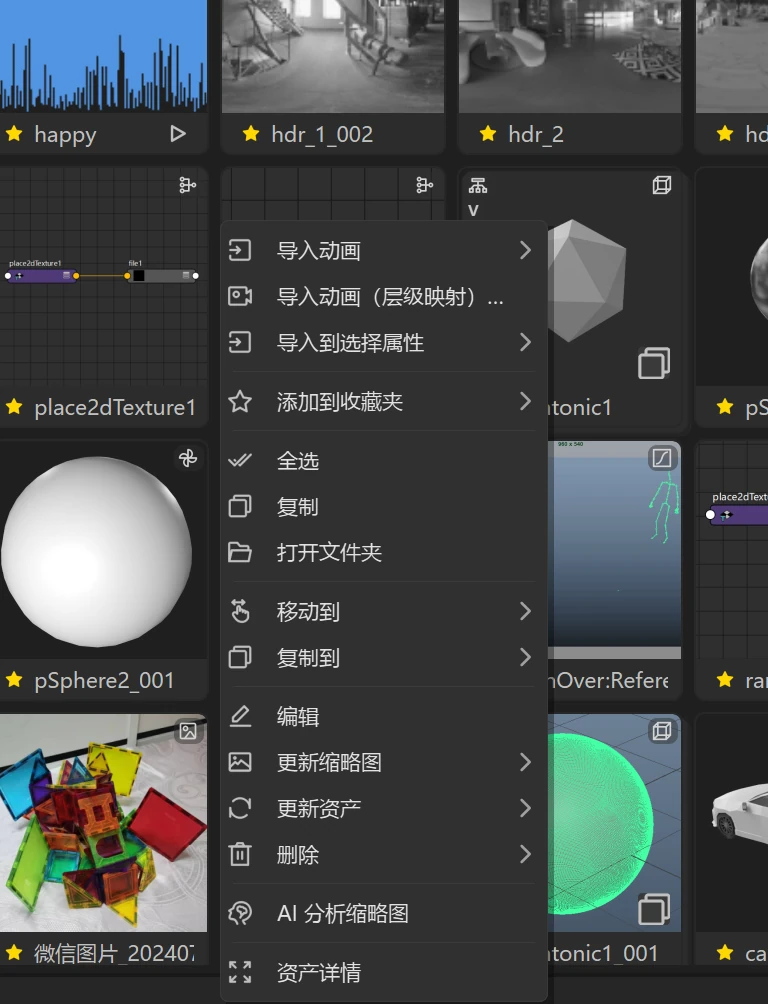 happy
hdr_1_002
hdr_2
hd
place2dTexture1
file1
V
导入动画
导入动画（层级映射）...
导入到选择属性
place2dTexture1
tonic1
pS
添加到收藏夹
全选
复制
打开文件夹
960 x 540
place2dTextu
移动到
复制到
pSphere2_001
nOver:Refere
ran
编辑
更新缩略图
更新资产
删除
AI 分析缩略图
微信图片_202407
tonic1_001
ca
资产详情